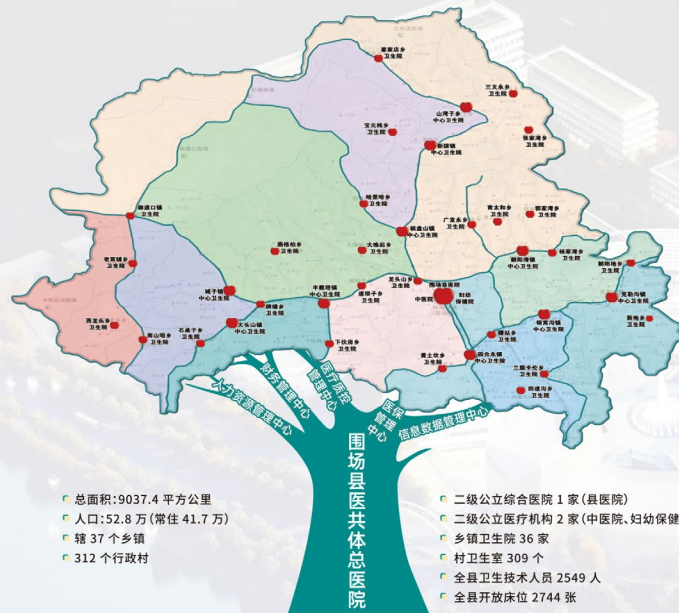 姜家店乡
卫生院
三义永乡
卫生院
山湾子乡
中心卫生院
宝元栈乡
卫生院
张家湾乡
卫生院
新拨镇
中心卫生院
哈里哈乡
卫生院
育太和乡
卫生院
郭家湾乡
卫生院
御道口镇
卫生院
广发永乡
卫生院
棋盘山镇
中心卫生院
燕格柏乡
卫生院
大唤起乡
卫生院
朝阳湾镇
中心卫生院
杨家湾乡
卫生院
老窝铺乡
卫生院
朝阳地乡
卫生院
城子镇
中心卫生院
半截塔镇
中心卫生院
道坝子乡
卫生院
龙头山乡
卫生院
围场县医院
中医院
妇幼
保健院
克勒沟镇
中心卫生院
牌楼乡
卫生院
西龙头乡
卫生院
大头山镇
中心卫生院
银窝沟镇
中心卫生院
新地乡
卫生院
南山咀乡
卫生院
石桌子乡
卫生院
下伙房乡
卫生院
腰站乡
卫生院
黄土坎乡
卫生院
四合永镇
中心卫生院
三脈卡伦乡
卫生院
四道沟乡
卫生院
人力资源管理中心
财务管理中心
医疗质控
管理中心
医保
管理
中心
信息数据管理中心
围场县医共体总医院
总面积：9037.4 平方公里
人口：52.8 万（常住 41.7 万）
辖 37 个乡镇
312 个行政村
二级公立综合医院 1 家（县医院）
二级公立医疗机构 2 家（中医院、妇幼保健
乡镇卫生院 36 家
村卫生室 309 个
全县卫生技术人员 2549 人
全县开放床位 2744 张